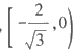 , [ -2/√3 , 0 )